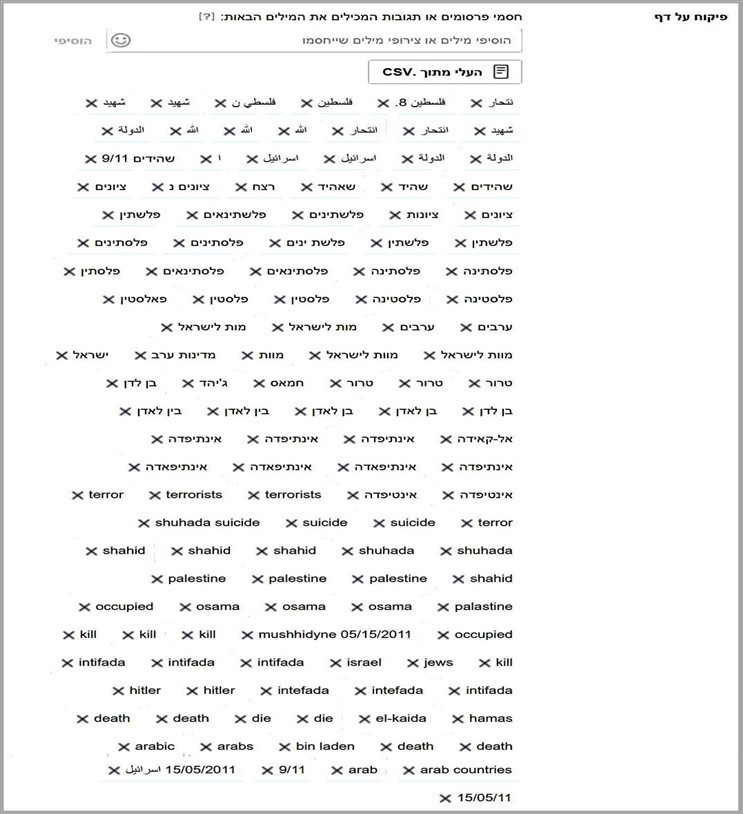 פיקוח על דף
חסמי פרסומים או תגובות המכילים את המילים הבאות: [?]
הוסיפי מילים או צירופי מילים שייחסמו הוסיפי
העלי מתוך .CSV
نتحار × فلسطين 8. × فلسطين × فلسطي ن × شهيد × شهيد ×
شهيد × انتحار × انتحار × الله × الله × الله × الدولة ×
الدولة × الدولة × اسرائيل × اسرائيل × ا × שהידים 9/11 ×
שהידים × שהיד × שאהיד × רצח × ציונים נ × ציונים ×
ציונים × ציונות × פלשתינים × פלשתינאים × פלשתין ×
פלשתין × פלשתין × פלשת ינים × פלסתינים × פלסתינים ×
פלסתינה × פלסתינה × פלסתינאים × פלסתינאים × פלסתין ×
פלסטינה × פלסטינה × פלסטין × פלסטין × פאלסטין ×
ערבים × ערבים × מות לישראל × מות לישראל ×
מוות לישראל × מוות לישראל × מוות × מדינות ערב × ישראל ×
טרור × טרור × טרור × חמאס × ג'יהד × בן לדן ×
בן לדן × בן לאדן × בן לאדן × בין לאדן × בין לאדן ×
אל-קאידה × אינתיפדה × אינתיפדה × אינתיפדה ×
אינתיפדה × אינתיפאדה × אינתיפאדה × אינתיפאדה ×
אינטיפדה × אינטיפדה × terrorists × terrorists × terror ×
terror × suicide × suicide × shuhada suicide ×
shuhada × shuhada × shahid × shahid × shahid ×
shahid × palestine × palestine × palestine ×
palastine × osama × osama × osama × occupied ×
occupied × mushhidyne 05/15/2011 × kill × kill × kill ×
kill × jews × israel × intifada × intifada × intifada ×
intifada × intefada × intefada × hitler × hitler ×
hamas × el-kaida × die × die × death × death ×
death × death × bin laden × arabs × arabic ×
arab countries × arab × 9/11 × 15/05/2011 اسرائيل ×
15/05/11 ×